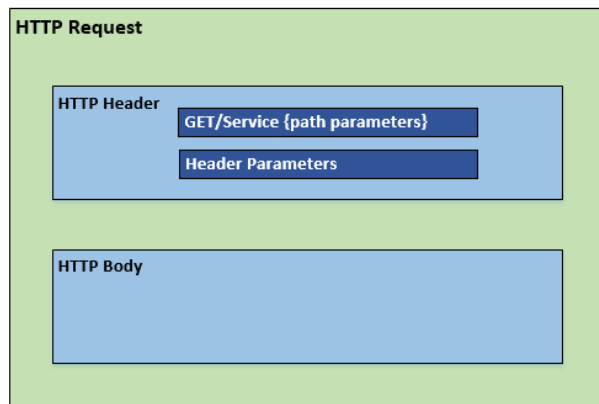 HTTP Request
HTTP Header
GET/Service {path parameters}
Header Parameters
HTTP Body